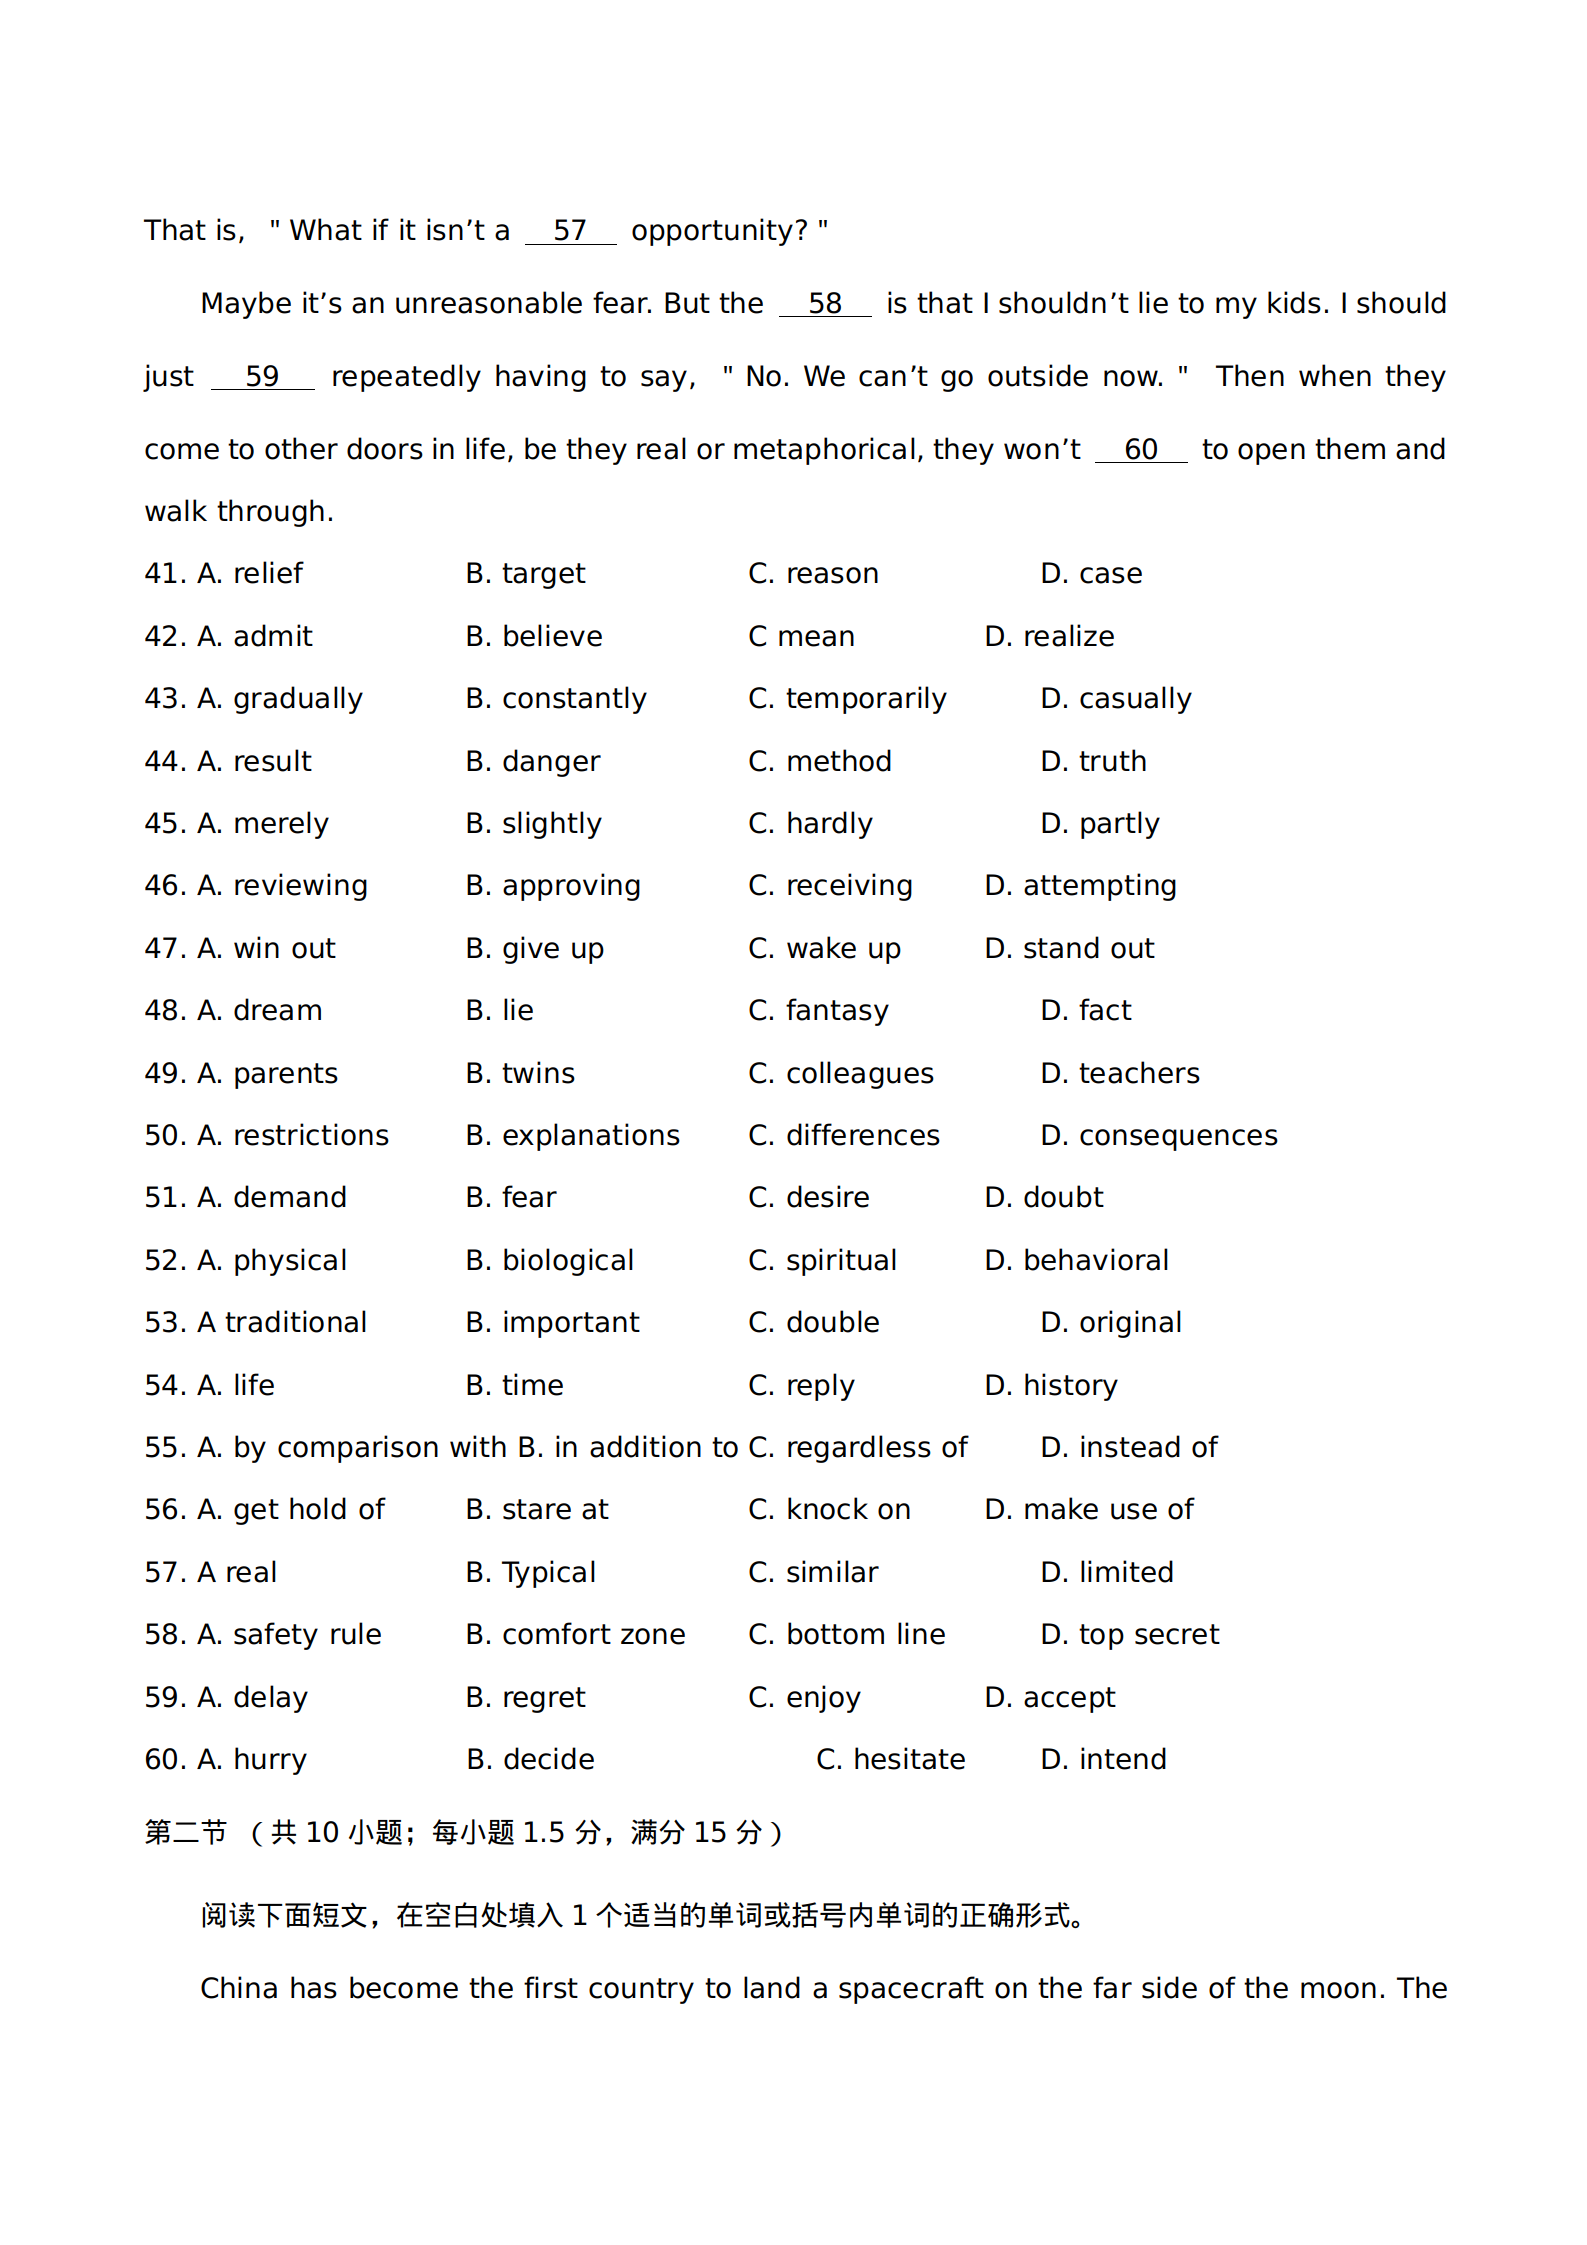 That is, " What if it isn’t a 57 opportunity? "
Maybe it’s an unreasonable fear. But the 58 is that I shouldn’t lie to my kids. I should
just 59 repeatedly having to say, " No. We can’t go outside now. " Then when they
come to other doors in life, be they real or metaphorical, they won’t 60 to open them and
walk through.
41. A. relief B. target C. reason D. case
42. A. admit B. believe C mean D. realize
43. A. gradually B. constantly C. temporarily D. casually
44. A. result B. danger C. method D. truth
45. A. merely B. slightly C. hardly D. partly
46. A. reviewing B. approving C. receiving D. attempting
47. A. win out B. give up C. wake up D. stand out
48. A. dream B. lie C. fantasy D. fact
49. A. parents B. twins C. colleagues D. teachers
50. A. restrictions B. explanations C. differences D. consequences
51. A. demand B. fear C. desire D. doubt
52. A. physical B. biological C. spiritual D. behavioral
53. A traditional B. important C. double D. original
54. A. life B. time C. reply D. history
55. A. by comparison with B. in addition to C. regardless of D. instead of
56. A. get hold of B. stare at C. knock on D. make use of
57. A real B. Typical C. similar D. limited
58. A. safety rule B. comfort zone C. bottom line D. top secret
59. A. delay B. regret C. enjoy D. accept
60. A. hurry B. decide C. hesitate D. intend
第二节 （共 10 小题；每小题 1.5 分，满分 15 分）
阅读下面短文，在空白处填入 1 个适当的单词或括号内单词的正确形式。
China has become the first country to land a spacecraft on the far side of the moon. The